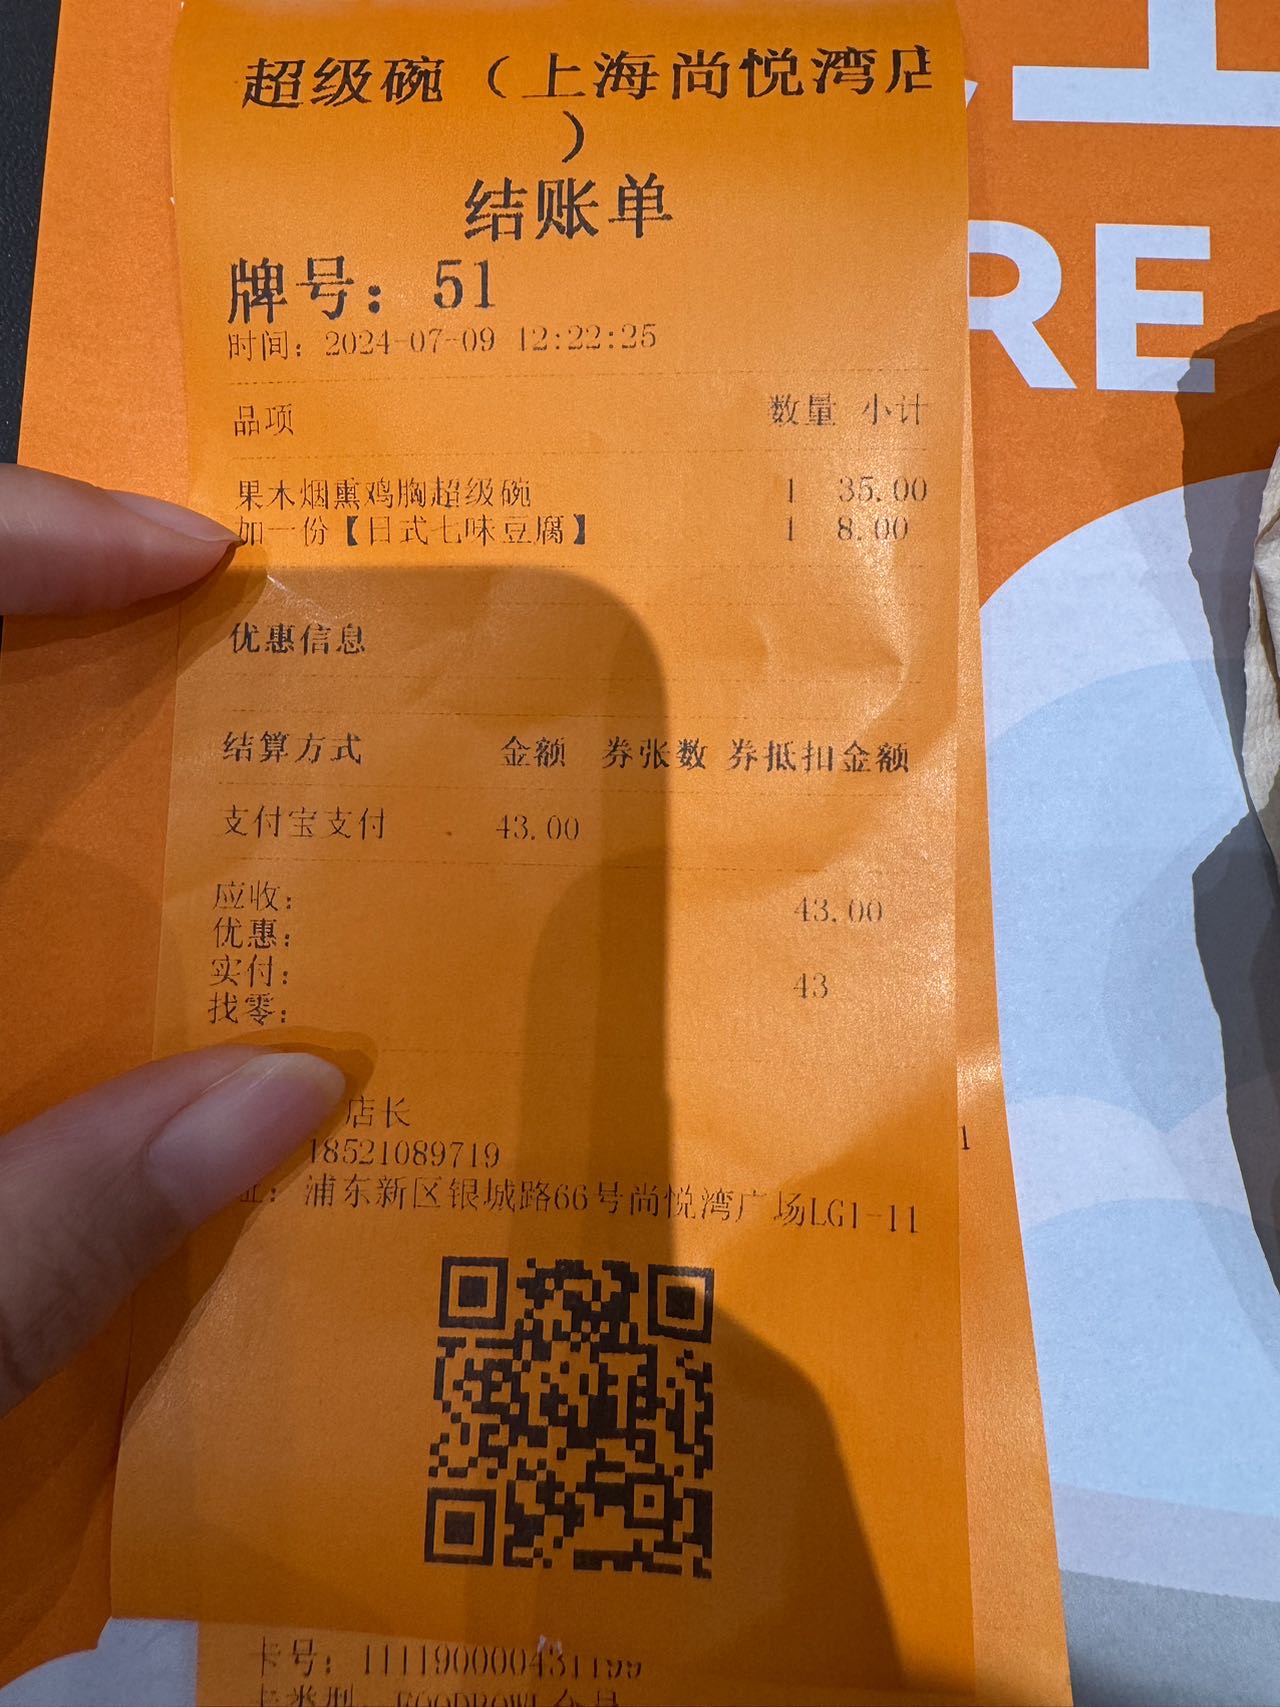 超级碗（上海尚悦湾店
）
结账单
牌号：51
时间：2024-07-09 12:22:25
品项 数量 小计
果木烟熏鸡胸超级碗 1 35.00
加一份【日式七味豆腐】 1 8.00
优惠信息
结算方式 金额 券张数 券抵扣金额
支付宝支付 43.00
应收： 43.00
优惠：
实付： 43
找零：
店长
18521089719
址：浦东新区银城路66号尚悦湾广场LG1-11
卡号：
RE
1